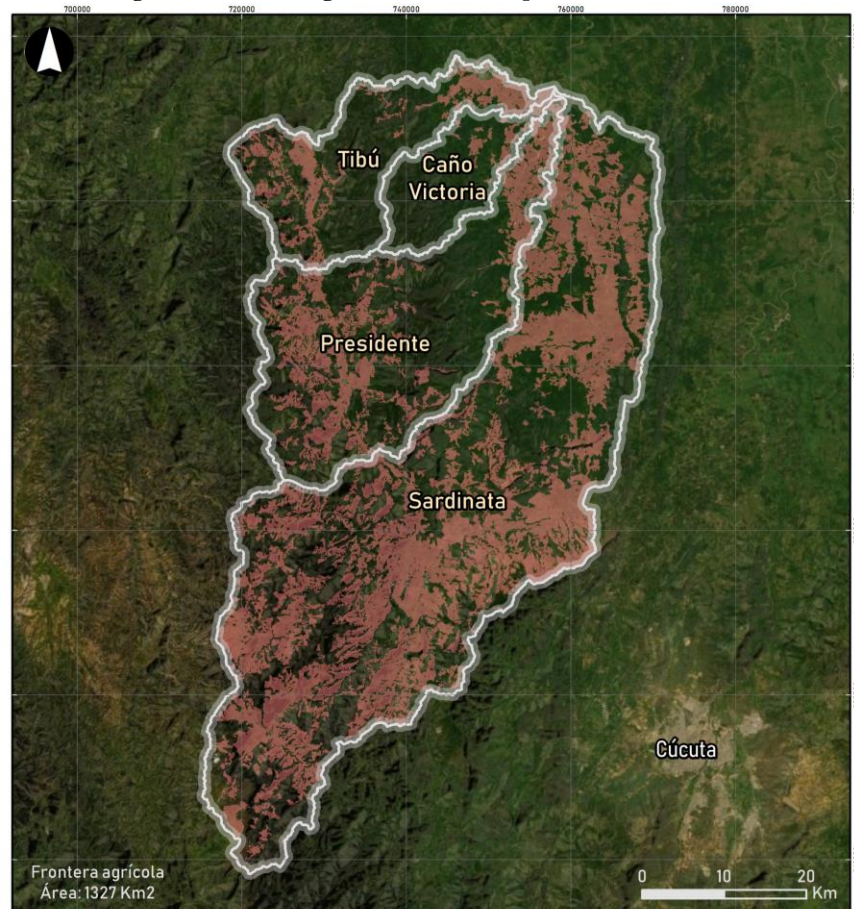 700000 720000 740000 760000 780000
Tibú
Caño
Victoria
Presidente
Sardinata
Cúcuta
Frontera agrícola
Área: 1327 Km2
0 10 20
Km